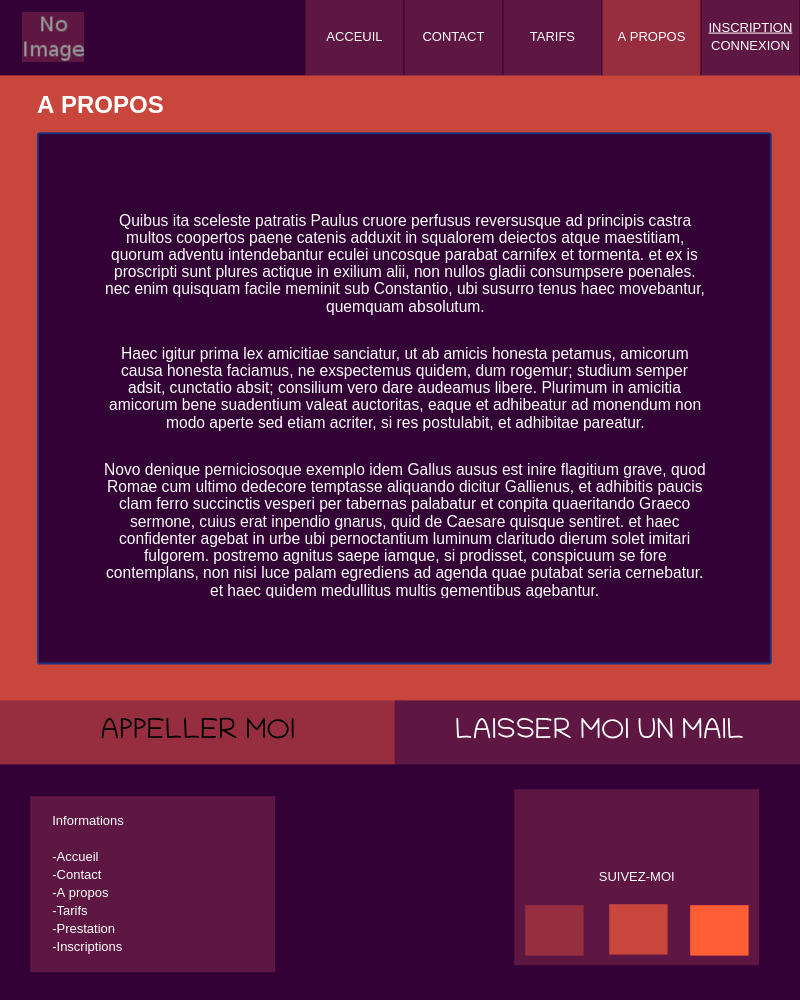 No
Image
ACCEUIL
CONTACT
TARIFS
A PROPOS
INSCRIPTION
CONNEXION
A PROPOS
Quibus ita sceleste patratis Paulus cruore perfusus reversusque ad principis castra
multos coopertos paene catenis adduxit in squalorem deiectos atque maestitiam,
quorum adventu intendebantur eculei uncosque parabat carnifex et tormenta. et ex is
proscripti sunt plures actique in exilium alii, non nullos gladii consumpsere poenales.
nec enim quisquam facile meminit sub Constantio, ubi susurro tenus haec movebantur,
quemquam absolutum.
Haec igitur prima lex amicitiae sanciatur, ut ab amicis honesta petamus, amicorum
causa honesta faciamus, ne exspectemus quidem, dum rogemur; studium semper
adsit, cunctatio absit; consilium vero dare audeamus libere. Plurimum in amicitia
amicorum bene suadentium valeat auctoritas, eaque et adhibeatur ad monendum non
modo aperte sed etiam acriter, si res postulabit, et adhibitae pareatur.
Novo denique perniciosoque exemplo idem Gallus ausus est inire flagitium grave, quod
Romae cum ultimo dedecore temptasse aliquando dicitur Gallienus, et adhibitis paucis
clam ferro succinctis vesperi per tabernas palabatur et conpita quaeritando Graeco
sermone, cuius erat inpendio gnarus, quid de Caesare quisque sentiret. et haec
confidenter agebat in urbe ubi pernoctantium luminum claritudo dierum solet imitari
fulgorem. postremo agnitus saepe iamque, si prodisset, conspicuum se fore
contemplans, non nisi luce palam egrediens ad agenda quae putabat seria cernebatur.
et haec quidem medullitus multis gementibus agebantur.
APPELLER MOI
LAISSER MOI UN MAIL
Informations
-Accueil
-Contact
-A propos
-Tarifs
-Prestation
-Inscriptions
SUIVEZ-MOI